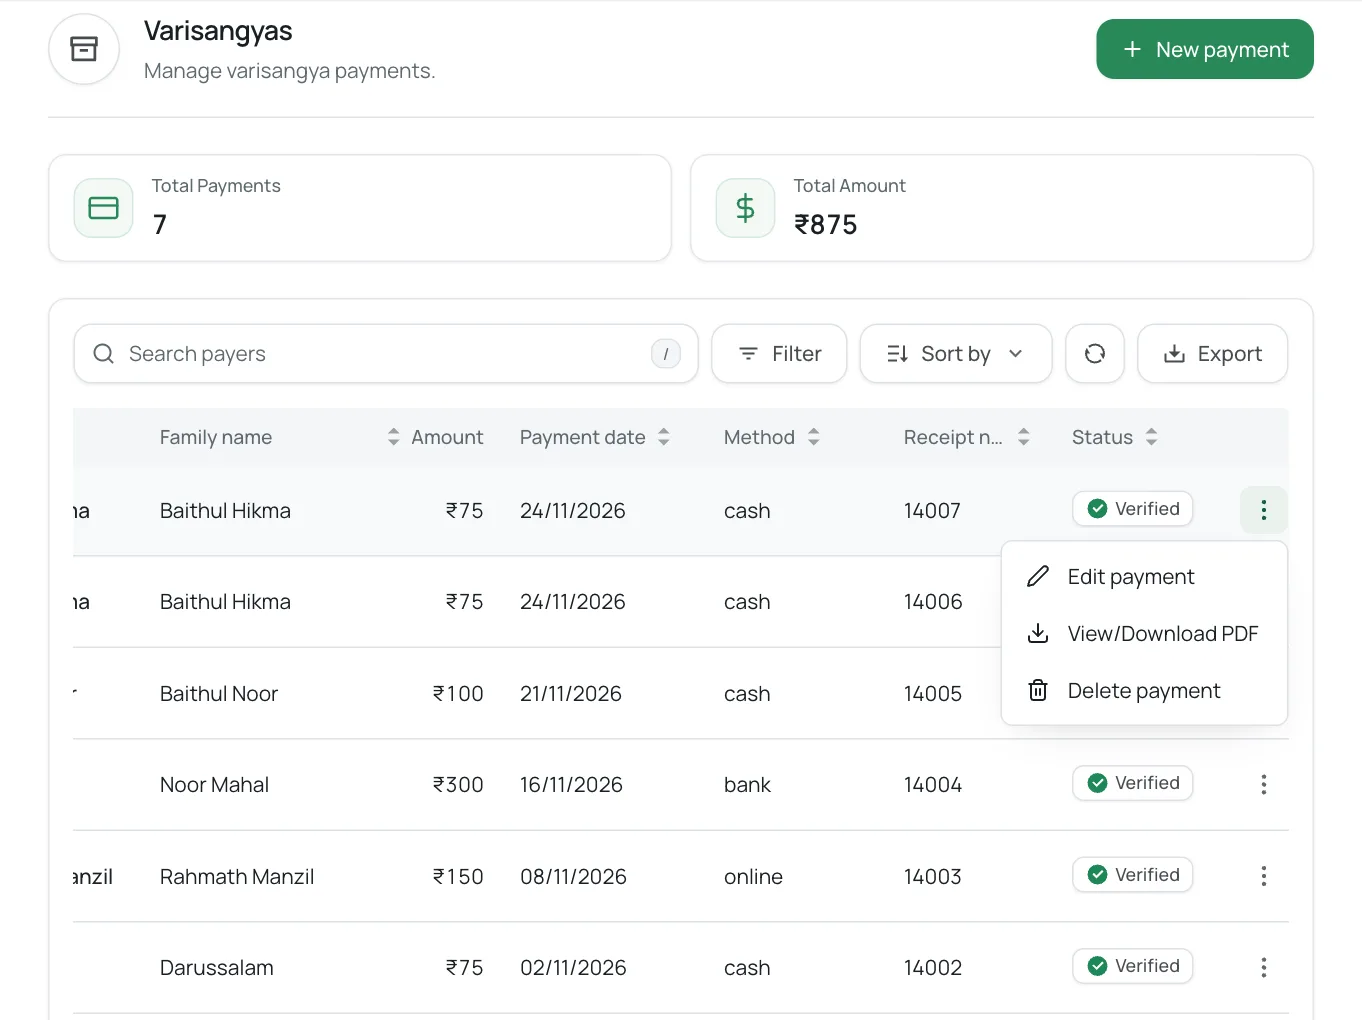 Varisangyas
Manage varisangya payments.
New payment
Total Payments
7
Total Amount
₹875
Search payers /
Filter
Sort by
Export
Family name Amount Payment date Method Receipt n... Status
Baithul Hikma ₹75 24/11/2026 cash 14007 Verified
Edit payment
Baithul Hikma ₹75 24/11/2026 cash 14006
View/Download PDF
Delete payment
Baithul Noor ₹100 21/11/2026 cash 14005
Noor Mahal ₹300 16/11/2026 bank 14004 Verified
anzil Rahmath Manzil ₹150 08/11/2026 online 14003 Verified
Darussalam ₹75 02/11/2026 cash 14002 Verified